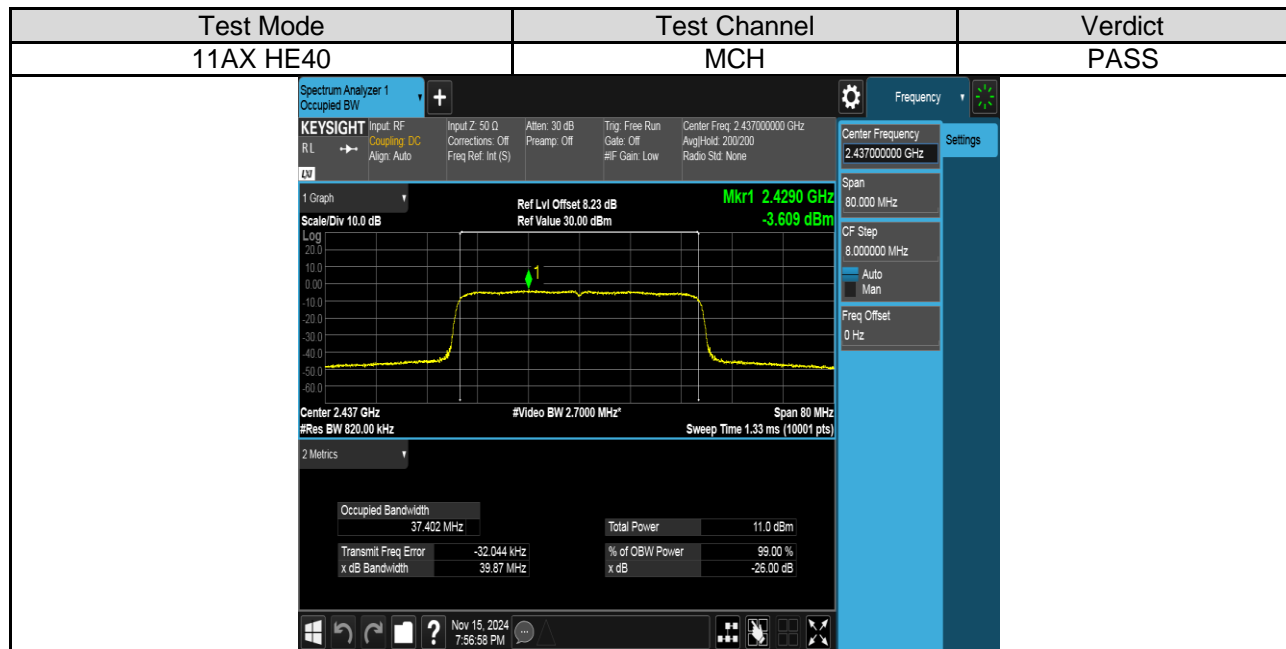 Test Mode Test Channel Verdict
11AX HE40 MCH PASS
Spectrum Analyzer 1
Occupied BW
+
Frequency
KEYSIGHT Input: RF Input Z: 50 Ω Atten: 30 dB Trig: Free Run Center Freq: 2.437000000 GHz
RL Coupling: DC Corrections: Off Preamp: Off Gate: Off Avg|Hold: 200/200
Align: Auto Freq Ref: Int (S) #IF Gain: Low Radio Std: None
LXI
Center Frequency
2.437000000 GHz
Settings
Span
80.000 MHz
CF Step
8.000000 MHz
Auto
Man
Freq Offset
0 Hz
1 Graph Ref Lvl Offset 8.23 dB Mkr1 2.4290 GHz
Scale/Div 10.0 dB Ref Value 30.00 dBm -3.609 dBm
Log
20.0
10.0
1
0.00
-10.0
-20.0
-30.0
-40.0
-50.0
-60.0
Center 2.437 GHz #Video BW 2.7000 MHz* Span 80 MHz
#Res BW 820.00 kHz Sweep Time 1.33 ms (10001 pts)
2 Metrics
Occupied Bandwidth
37.402 MHz Total Power 11.0 dBm
Transmit Freq Error -32.044 kHz % of OBW Power 99.00 %
x dB Bandwidth 39.87 MHz x dB -26.00 dB
? Nov 15, 2024
7:56:58 PM